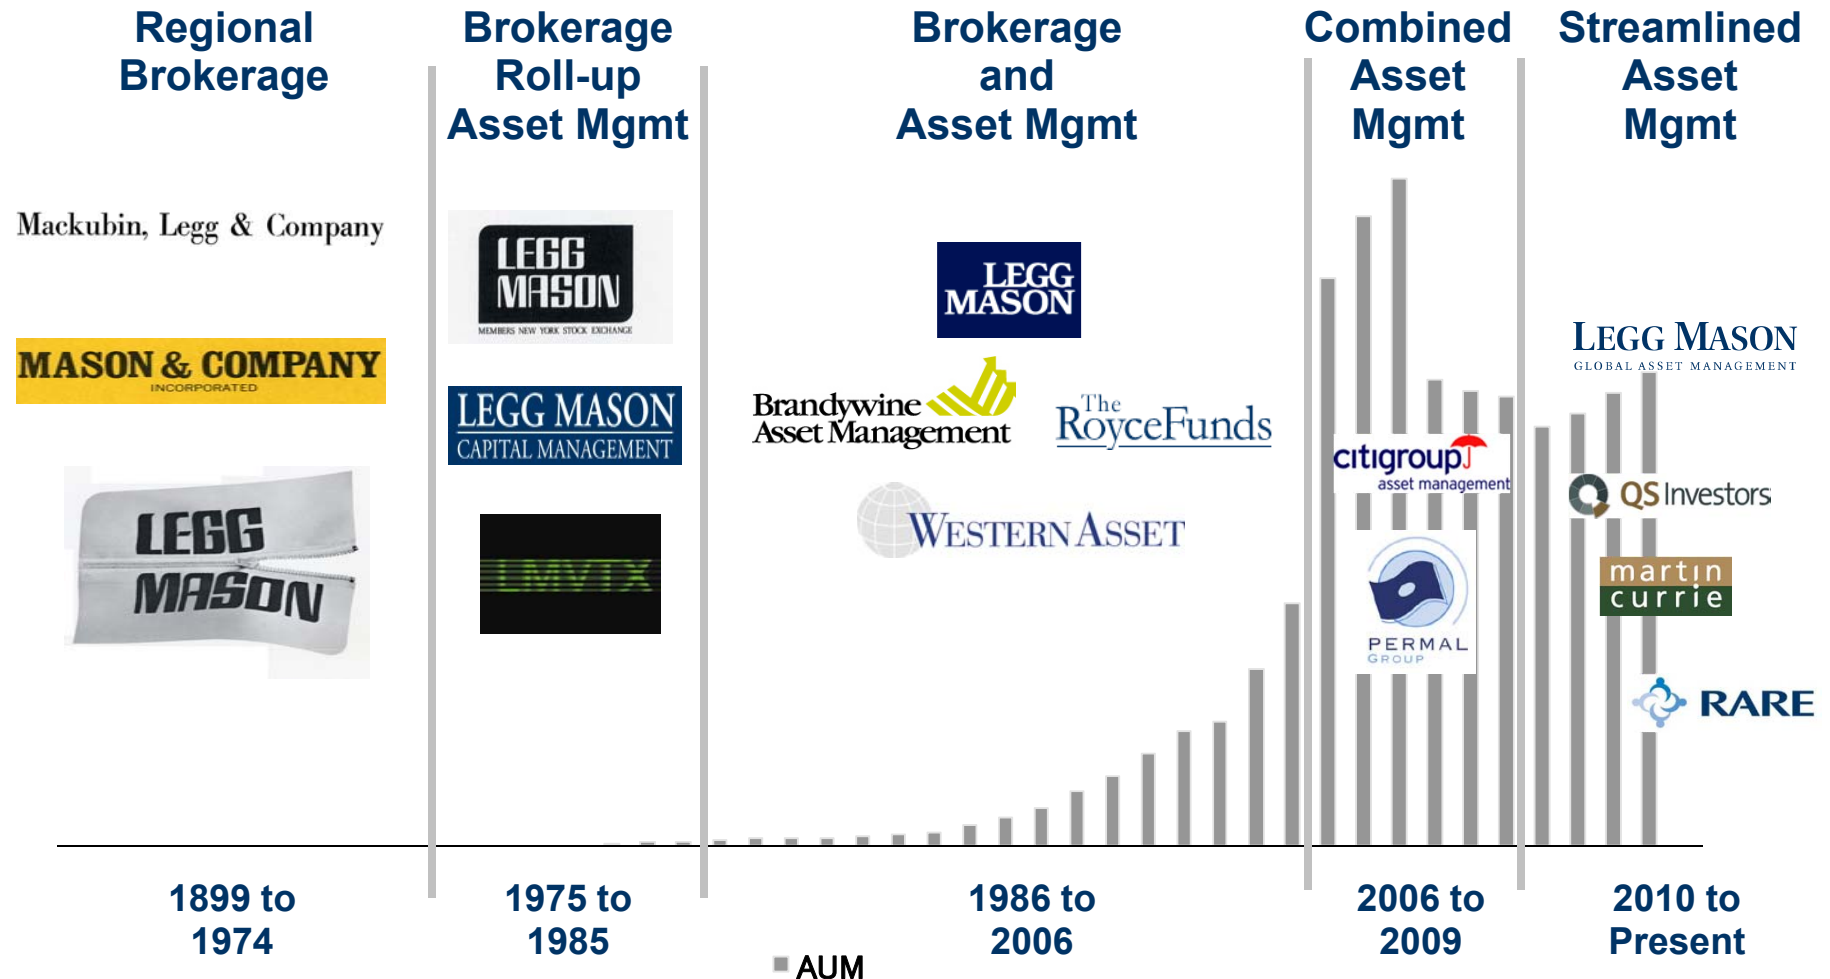 Regional
Brokerage
Brokerage
Roll-up
Asset Mgmt
Brokerage
and
Asset Mgmt
Combined
Asset
Mgmt
Streamlined
Asset
Mgmt
Mackubin, Legg & Company
MASON & COMPANY
INCORPORATED
LEGG
MASON
LEGG
MASON
MEMBERS NEW YORK STOCK EXCHANGE
LEGG MASON
CAPITAL MANAGEMENT
LMVTX
LEGG
MASON
Brandywine
Asset Management
The
RoyceFunds
WESTERN ASSET
citigroup
asset management
PERMAL
GROUP
LEGG MASON
GLOBAL ASSET MANAGEMENT
QS Investors
martin
currie
RARE
1899 to
1974
1975 to
1985
1986 to
2006
2006 to
2009
2010 to
Present
AUM